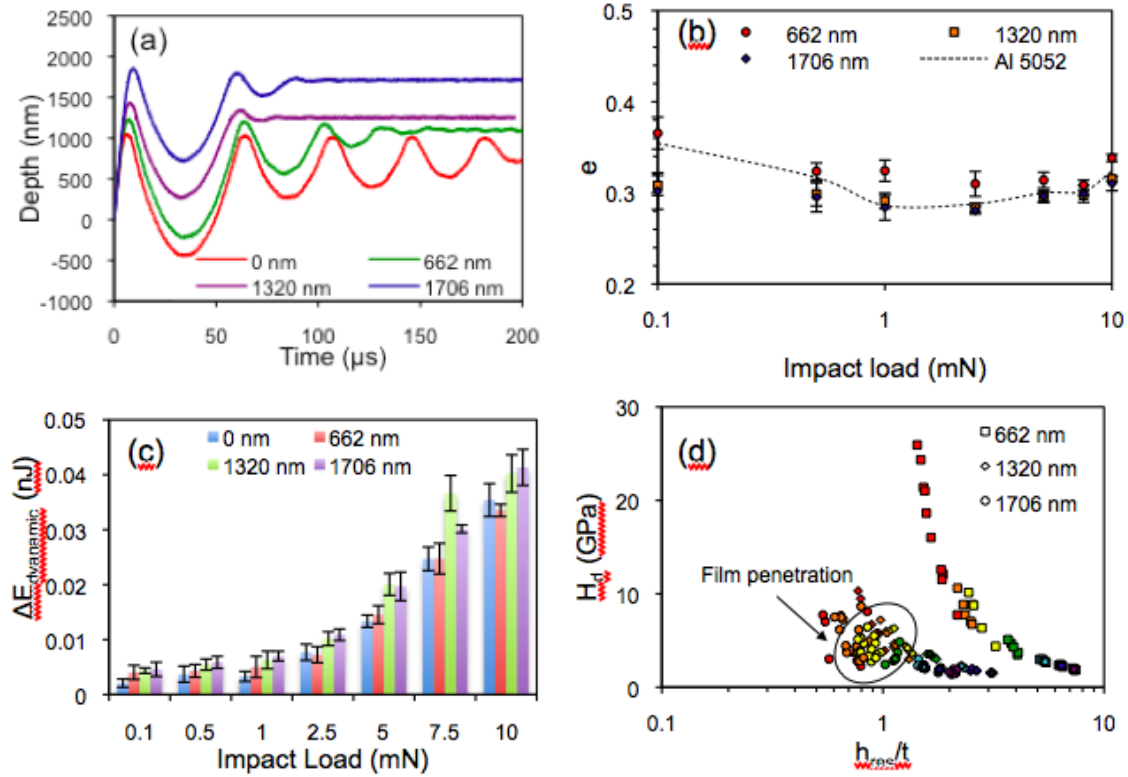 (a)
2500
2000
1500
1000
500
0
-500
-1000
Depth (nm)
0 nm
662 nm
1320 nm
1706 nm
0
50
100
150
200
Time (µs)
(b)
662 nm
1320 nm
1706 nm
Al 5052
0.5
0.4
0.3
0.2
e
0.1
1
10
Impact load (mN)
(c)
0 nm
662 nm
1320 nm
1706 nm
0.05
0.04
0.03
0.02
0.01
0
ΔEdvanamic (nJ)
0.1
0.5
1
2.5
5
7.5
10
Impact Load (mN)
(d)
662 nm
1320 nm
1706 nm
30
20
10
0
Hd (GPa)
Film penetration
0.1
1
10
hres/t